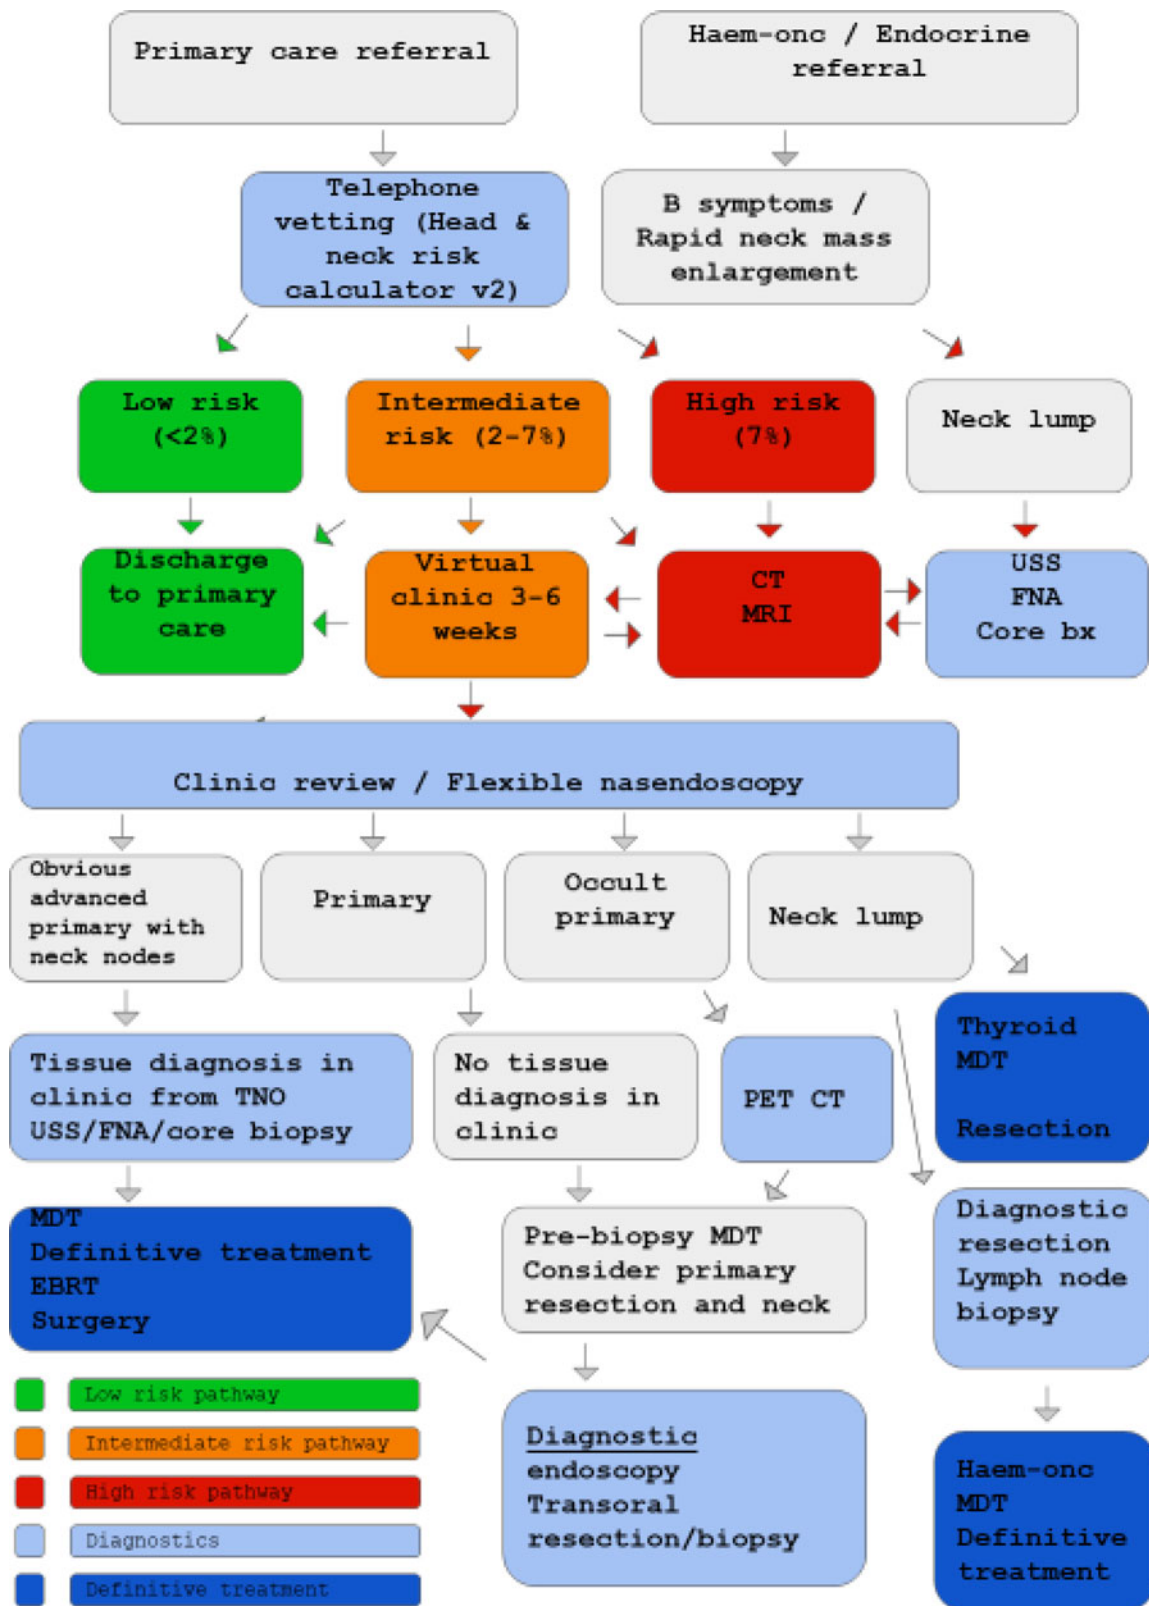 Primary care referral
Haem-onc / Endocrine
referral
Telephone
vetting (Head &
neck risk
calculator v2)
B symptoms /
Rapid neck mass
enlargement
Low risk
(<2%)
Intermediate
risk (2-7%)
High risk
(7%)
Neck lump
Discharge
to primary
care
Virtual
clinic 3-6
weeks
CT
MRI
USS
FNA
Core bx
Clinic review / Flexible nasendoscopy
Obvious
advanced
primary with
neck nodes
Primary
Occult
primary
Neck lump
Tissue diagnosis in
clinic from TNO
USS/FNA/core biopsy
No tissue
diagnosis in
clinic
PET CT
Thyroid
MDT
Resection
MDT
Definitive treatment
EBRT
Surgery
Pre-biopsy MDT
Consider primary
resection and neck
Diagnostic
resection
Lymph node
biopsy
Diagnostic
endoscopy
Transoral
resection/biopsy
Haem-onc
MDT
Definitive
treatment
Low risk pathway
Intermediate risk pathway
High risk pathway
Diagnostics
Definitive treatment